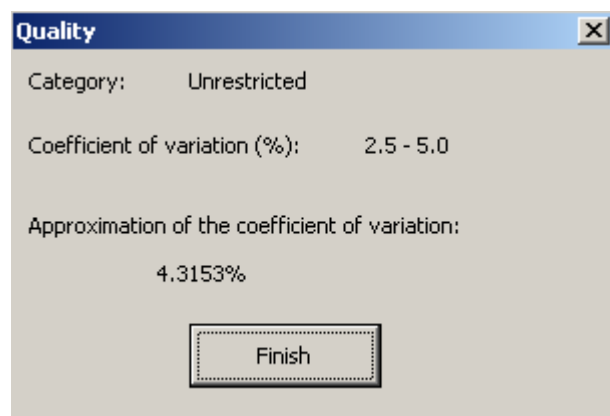 Quality
Category: Unrestricted
Coefficient of variation (%): 2.5 - 5.0
Approximation of the coefficient of variation:
4.3153%
Finish